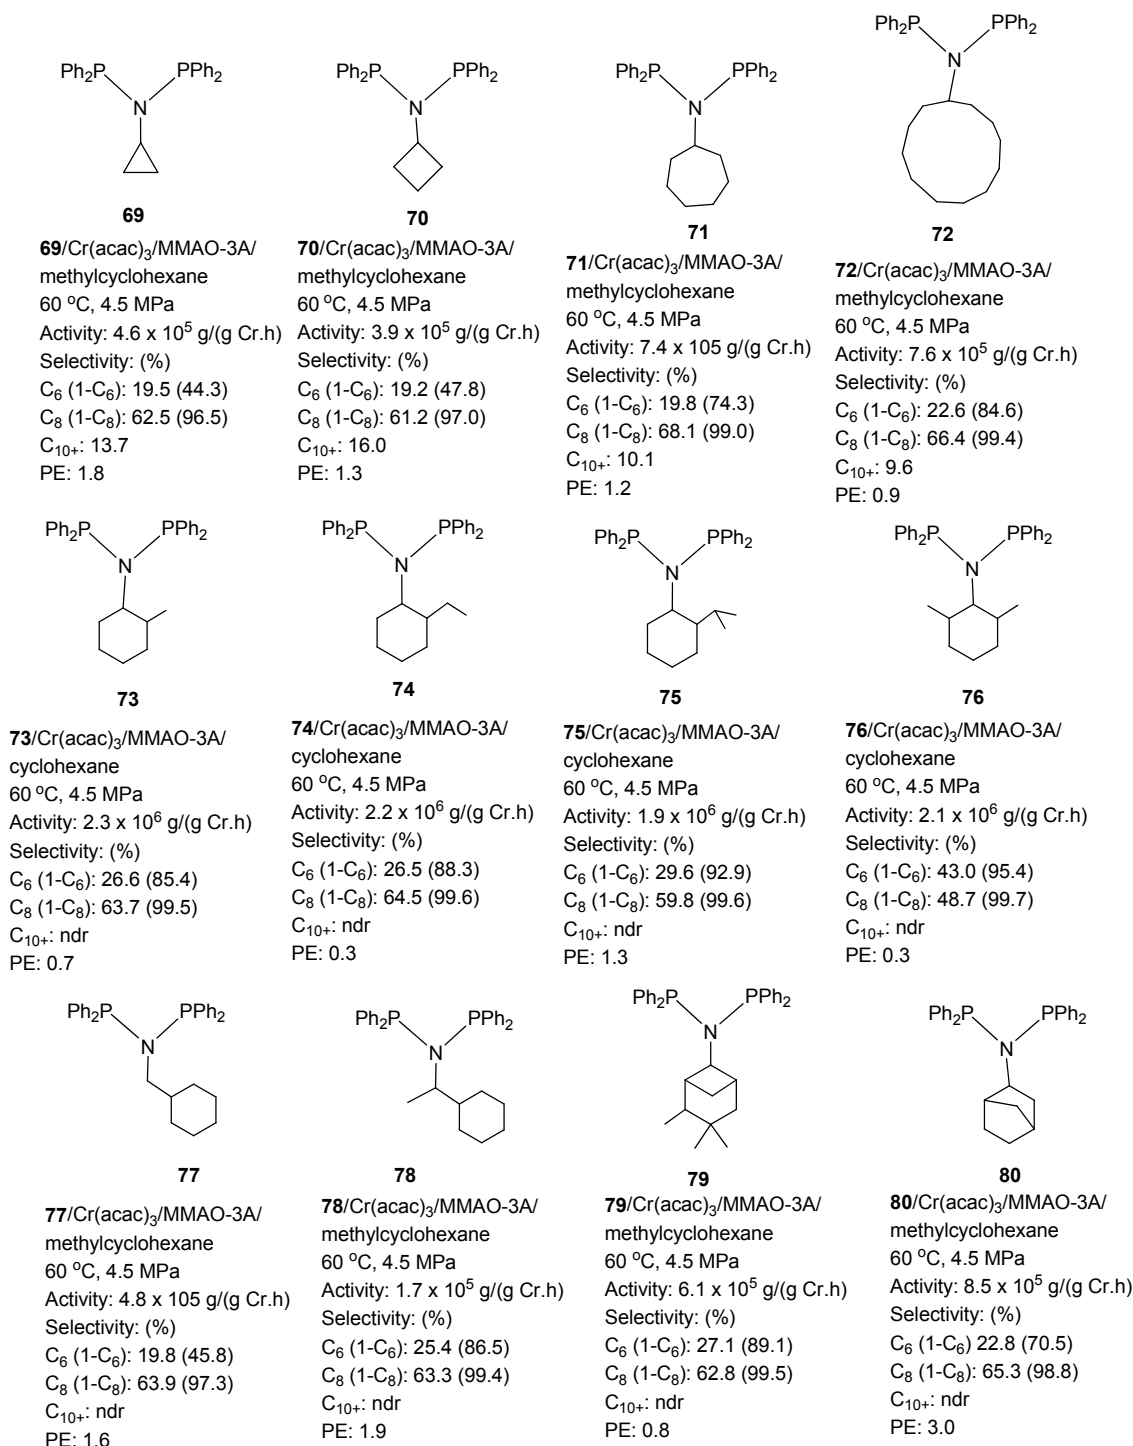 Ph₂P PPh₂
N
69
69/Cr(acac)₃/MMAO-3A/
methylcyclohexane
60 °C, 4.5 MPa
Activity: 4.6 x 10⁵ g/(g Cr.h)
Selectivity: (%)
C₆ (1-C₆): 19.5 (44.3)
C₈ (1-C₈): 62.5 (96.5)
C₁₀₊: 13.7
PE: 1.8
Ph₂P PPh₂
N
70
70/Cr(acac)₃/MMAO-3A/
methylcyclohexane
60 °C, 4.5 MPa
Activity: 3.9 x 10⁵ g/(g Cr.h)
Selectivity: (%)
C₆ (1-C₆): 19.2 (47.8)
C₈ (1-C₈): 61.2 (97.0)
C₁₀₊: 16.0
PE: 1.3
Ph₂P PPh₂
N
71
71/Cr(acac)₃/MMAO-3A/
methylcyclohexane
60 °C, 4.5 MPa
Activity: 7.4 x 105 g/(g Cr.h)
Selectivity: (%)
C₆ (1-C₆): 19.8 (74.3)
C₈ (1-C₈): 68.1 (99.0)
C₁₀₊: 10.1
PE: 1.2
Ph₂P PPh₂
N
72
72/Cr(acac)₃/MMAO-3A/
methylcyclohexane
60 °C, 4.5 MPa
Activity: 7.6 x 10⁵ g/(g Cr.h)
Selectivity: (%)
C₆ (1-C₆): 22.6 (84.6)
C₈ (1-C₈): 66.4 (99.4)
C₁₀₊: 9.6
PE: 0.9
Ph₂P PPh₂
N
73
73/Cr(acac)₃/MMAO-3A/
cyclohexane
60 °C, 4.5 MPa
Activity: 2.3 x 10⁶ g/(g Cr.h)
Selectivity: (%)
C₆ (1-C₆): 26.6 (85.4)
C₈ (1-C₈): 63.7 (99.5)
C₁₀₊: ndr
PE: 0.7
Ph₂P PPh₂
N
74
74/Cr(acac)₃/MMAO-3A/
cyclohexane
60 °C, 4.5 MPa
Activity: 2.2 x 10⁶ g/(g Cr.h)
Selectivity: (%)
C₆ (1-C₆): 26.5 (88.3)
C₈ (1-C₈): 64.5 (99.6)
C₁₀₊: ndr
PE: 0.3
Ph₂P PPh₂
N
75
75/Cr(acac)₃/MMAO-3A/
cyclohexane
60 °C, 4.5 MPa
Activity: 1.9 x 10⁶ g/(g Cr.h)
Selectivity: (%)
C₆ (1-C₆): 29.6 (92.9)
C₈ (1-C₈): 59.8 (99.6)
C₁₀₊: ndr
PE: 1.3
Ph₂P PPh₂
N
76
76/Cr(acac)₃/MMAO-3A/
cyclohexane
60 °C, 4.5 MPa
Activity: 2.1 x 10⁶ g/(g Cr.h)
Selectivity: (%)
C₆ (1-C₆): 43.0 (95.4)
C₈ (1-C₈): 48.7 (99.7)
C₁₀₊: ndr
PE: 0.3
Ph₂P PPh₂
N
77
77/Cr(acac)₃/MMAO-3A/
methylcyclohexane
60 °C, 4.5 MPa
Activity: 4.8 x 105 g/(g Cr.h)
Selectivity: (%)
C₆ (1-C₆): 19.8 (45.8)
C₈ (1-C₈): 63.9 (97.3)
C₁₀₊: ndr
PE: 1.6
Ph₂P PPh₂
N
78
78/Cr(acac)₃/MMAO-3A/
methylcyclohexane
60 °C, 4.5 MPa
Activity: 1.7 x 10⁵ g/(g Cr.h)
Selectivity: (%)
C₆ (1-C₆): 25.4 (86.5)
C₈ (1-C₈): 63.3 (99.4)
C₁₀₊: ndr
PE: 1.9
Ph₂P PPh₂
N
79
79/Cr(acac)₃/MMAO-3A/
methylcyclohexane
60 °C, 4.5 MPa
Activity: 6.1 x 10⁵ g/(g Cr.h)
Selectivity: (%)
C₆ (1-C₆): 27.1 (89.1)
C₈ (1-C₈): 62.8 (99.5)
C₁₀₊: ndr
PE: 0.8
Ph₂P PPh₂
N
80
80/Cr(acac)₃/MMAO-3A/
methylcyclohexane
60 °C, 4.5 MPa
Activity: 8.5 x 10⁵ g/(g Cr.h)
Selectivity: (%)
C₆ (1-C₆) 22.8 (70.5)
C₈ (1-C₈): 65.3 (98.8)
C₁₀₊: ndr
PE: 3.0